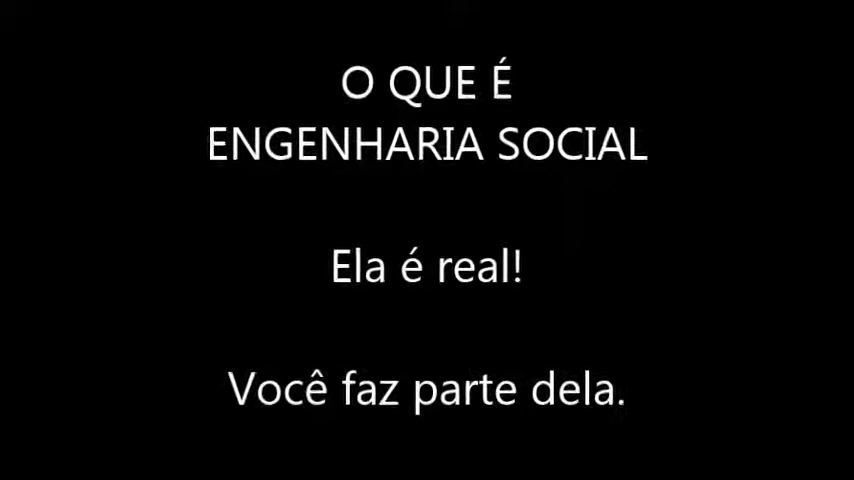 O QUE É
ENGENHARIA SOCIAL
Ela é real!
Você faz parte dela.